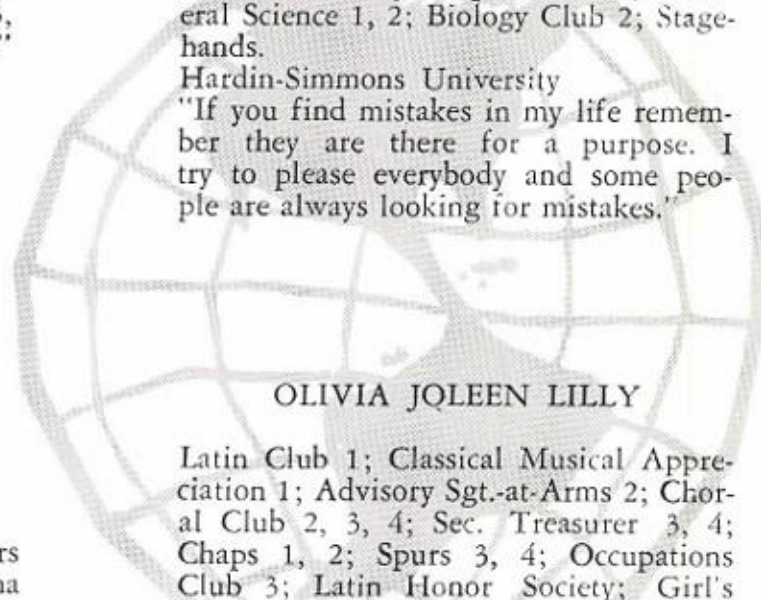 eral Science 1, 2; Biology Club 2; Stage-
hands.
Hardin-Simmons University
"If you find mistakes in my life remem-
ber they are there for a purpose. I
try to please everybody and some peo-
ple are always looking for mistakes."
OLIVIA JOLEEN LILLY
Latin Club 1; Classical Musical Appre-
ciation 1; Advisory Sgt.-at-Arms 2; Chor-
al Club 2, 3, 4; Sec. Treasurer 3, 4;
Chaps 1, 2; Spurs 3, 4; Occupations
Club 3; Latin Honor Society; Girl's